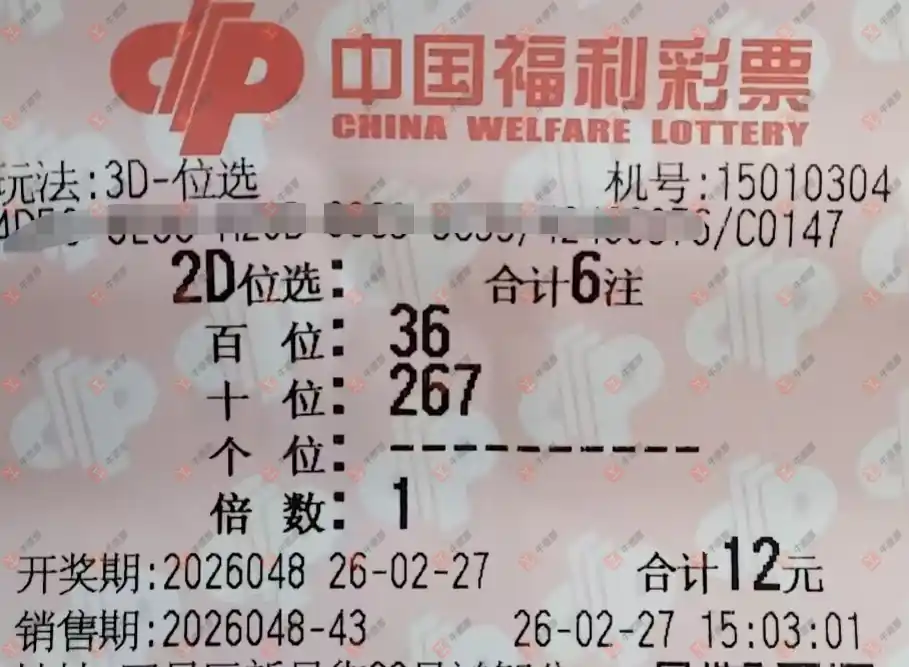 中国福利彩票
CHINA WELFARE LOTTERY
玩法:3D-位选 机号:15010304
/C0147
2D位选: 合计6注
百 位: 36
十 位: 267
个 位: ----------
倍 数: 1
开奖期:2026048 26-02-27 合计12元
销售期:2026048-43 26-02-27 15:03:01